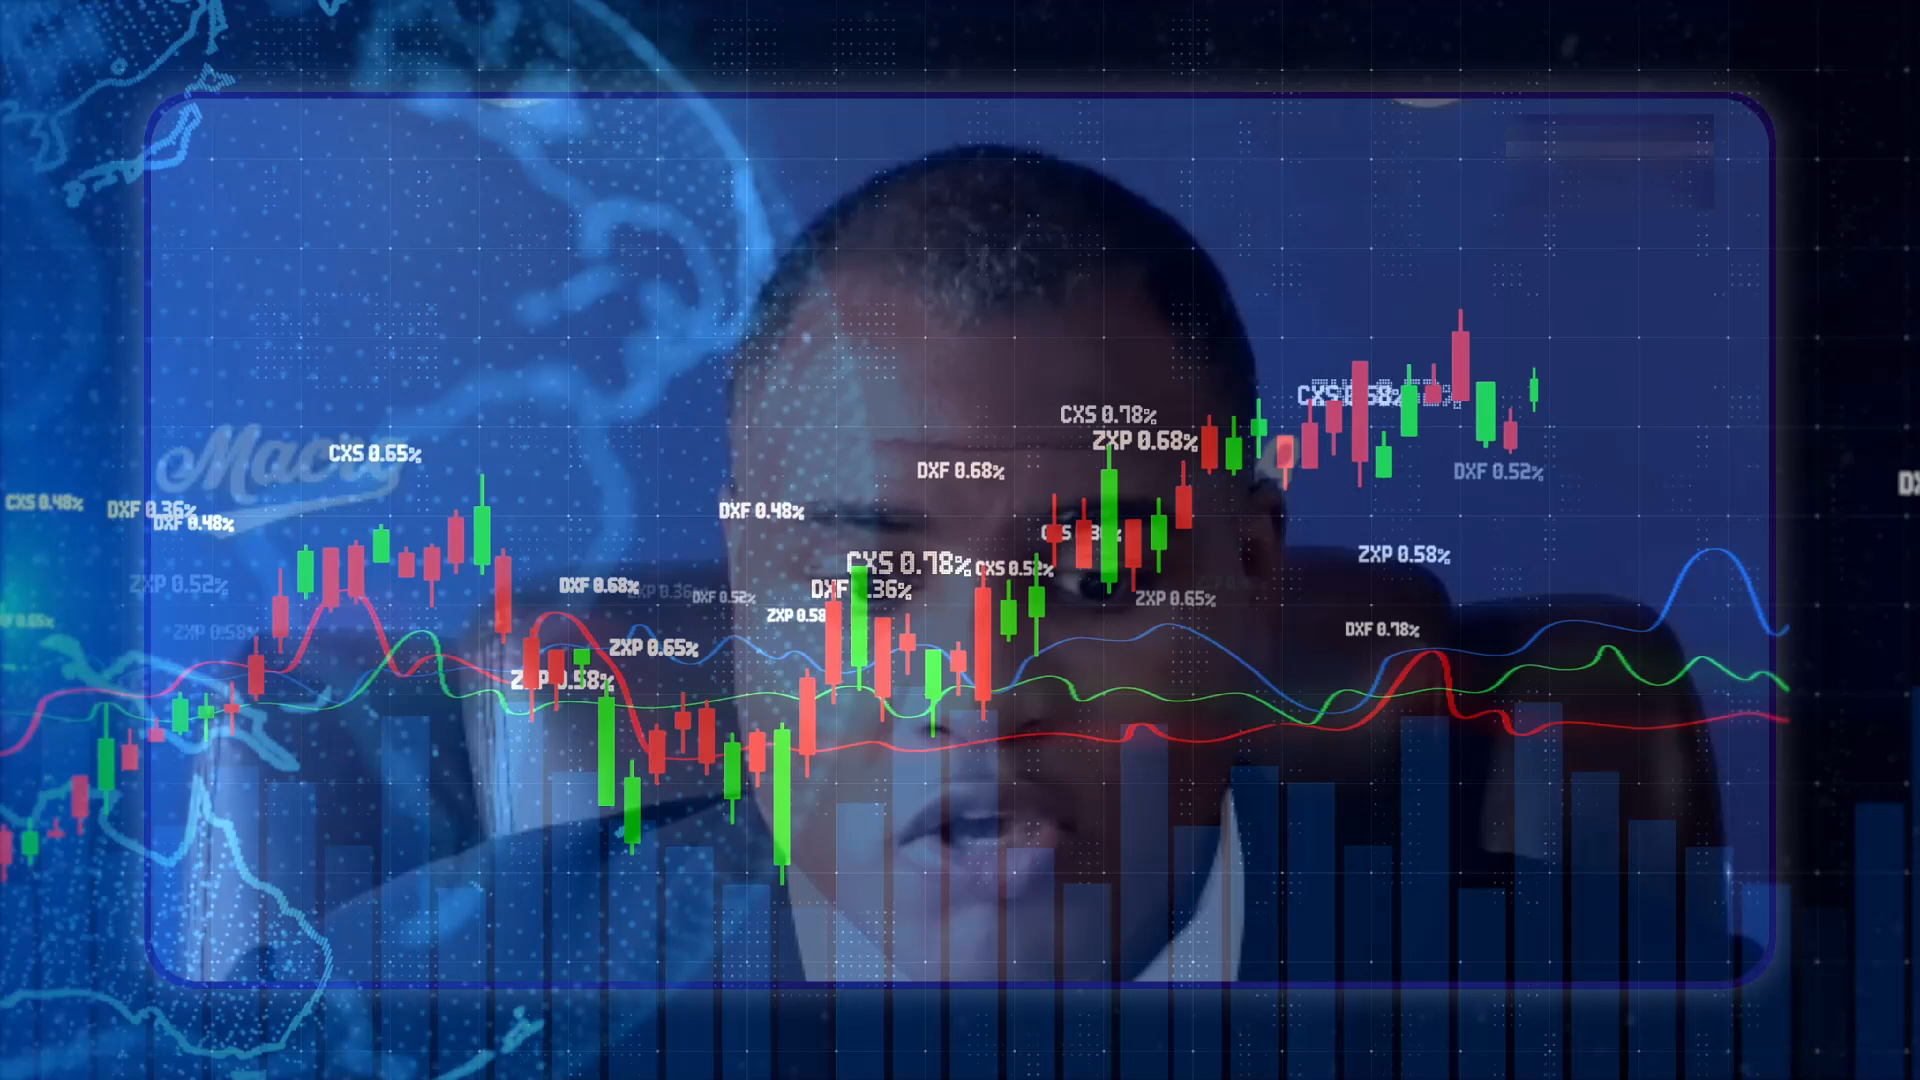 CXS 0.78%
ZXP 0.68%
CXS 0.65%
DXF 0.68%
DXF 0.52%
CXS 0.48%
DXF 0.36%
DXF 0.48%
DXF 0.48%
ZXP 0.58%
CXS 0.78%
CXS 0.52%
ZXP 0.52%
DXF 0.68%
DXF 0.52%
ZXP 0.65%
DXF 0.78%
ZXP 0.58%
ZXP 0.65%